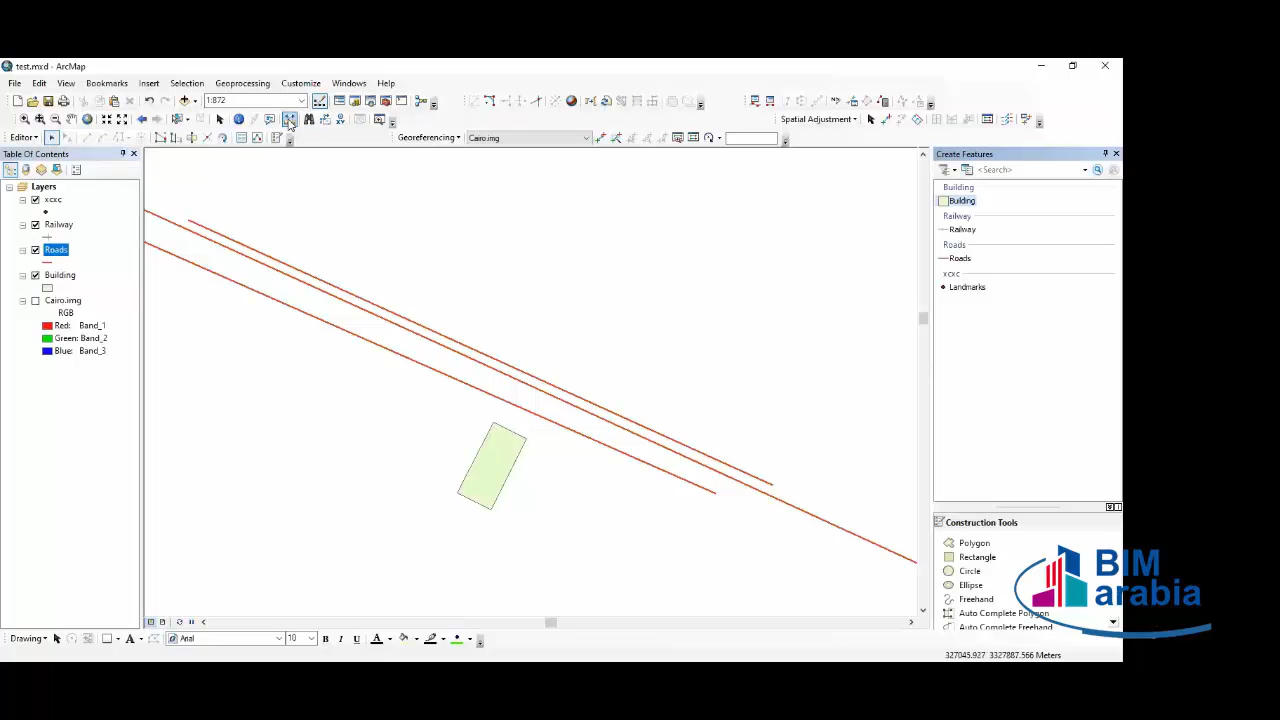 test.mxd - ArcMap
File Edit View Bookmarks Insert Selection Geoprocessing Customize Windows Help
1:872
Spatial Adjustment
Editor
Georeferencing
Cairo.img
Table Of Contents
Layers
xcxc
Railway
Roads
Building
Cairo.img
RGB
Red: Band_1
Green: Band_2
Blue: Band_3
Create Features
<Search>
Building
Building
Railway
Railway
Roads
Roads
xcxc
Landmarks
Construction Tools
Polygon
Rectangle
Circle
Ellipse
Freehand
Auto Complete Polygon
Auto Complete Freehand
BIM
arabia
Drawing
Arial
10
B I U A
327045.927 3327887.566 Meters